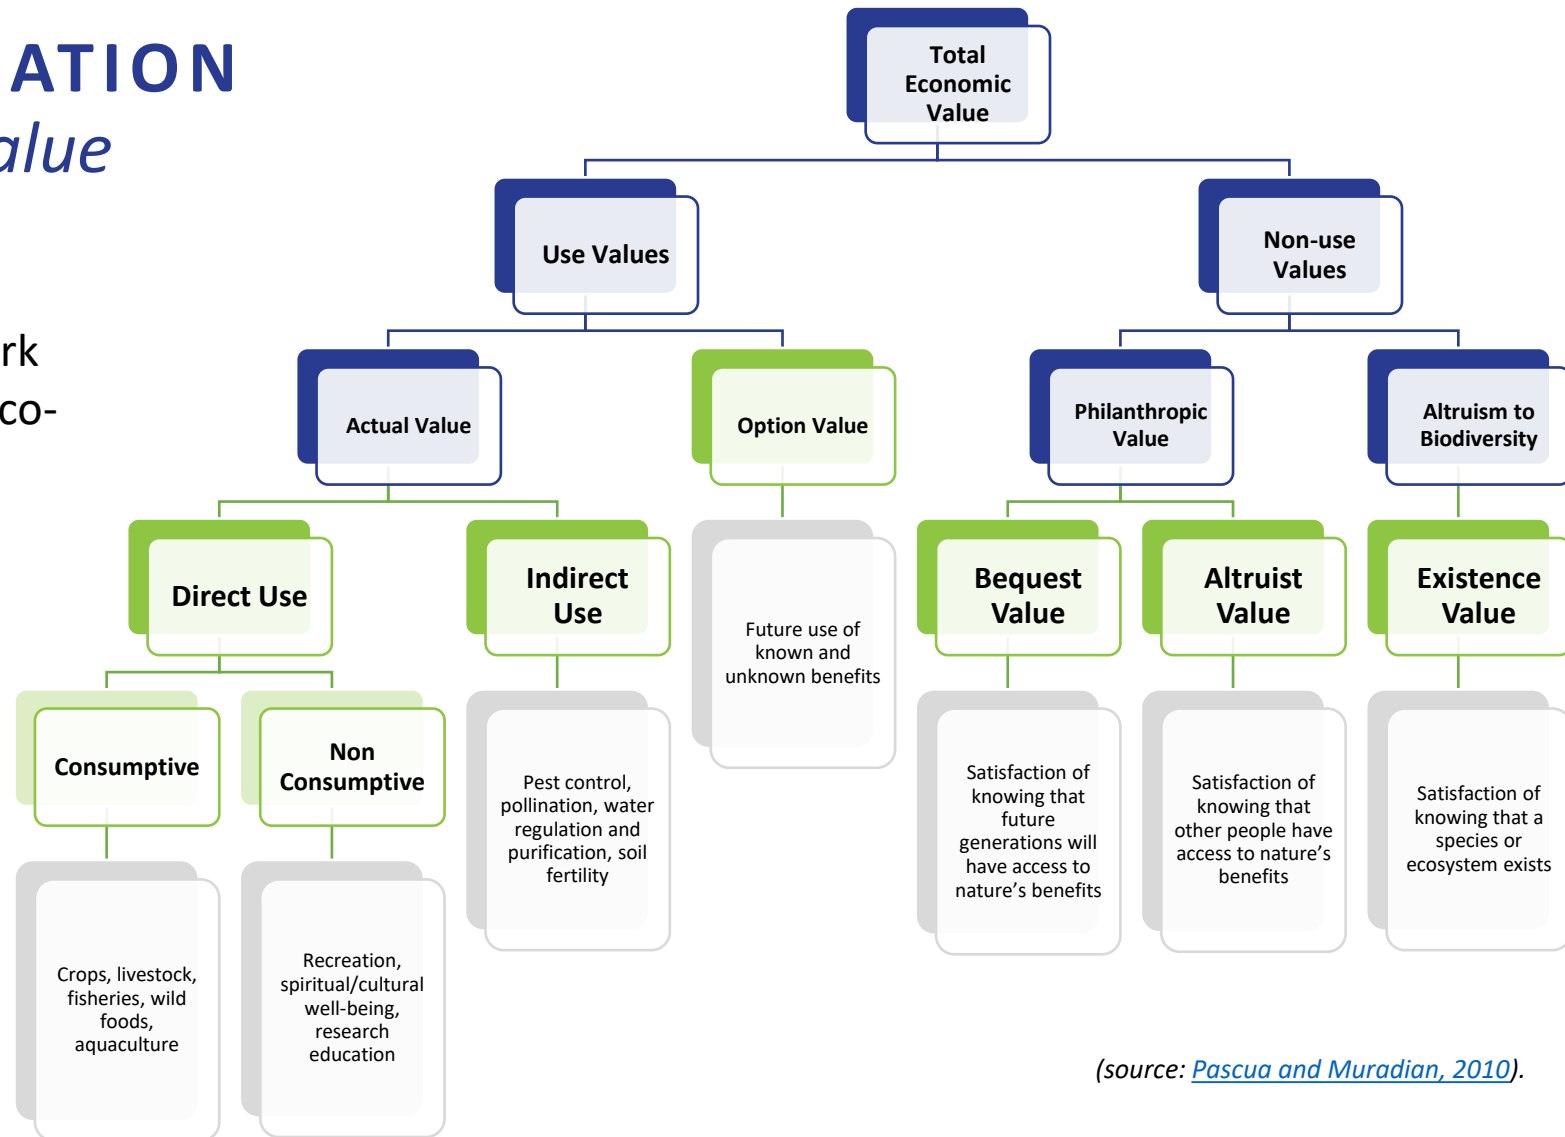 ATION
alue
rk
co-
Total
Economic
Value
Use Values
Non-use
Values
Actual Value
Option Value
Philanthropic
Value
Altruism to
Biodiversity
Direct Use
Indirect
Use
Future use of
known and
unknown benefits
Bequest
Value
Altruist
Value
Existence
Value
Consumptive
Non
Consumptive
Pest control,
pollination, water
regulation and
purification, soil
fertility
Satisfaction of
knowing that
future
generations will
have access to
nature’s benefits
Satisfaction of
knowing that
other people have
access to nature’s
benefits
Satisfaction of
knowing that a
species or
ecosystem exists
Crops, livestock,
fisheries, wild
foods,
aquaculture
Recreation,
spiritual/cultural
well-being,
research
education
(source: Pascua and Muradian, 2010).